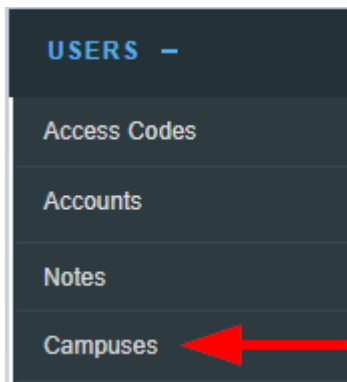 USERS –
Access Codes
Accounts
Notes
Campuses